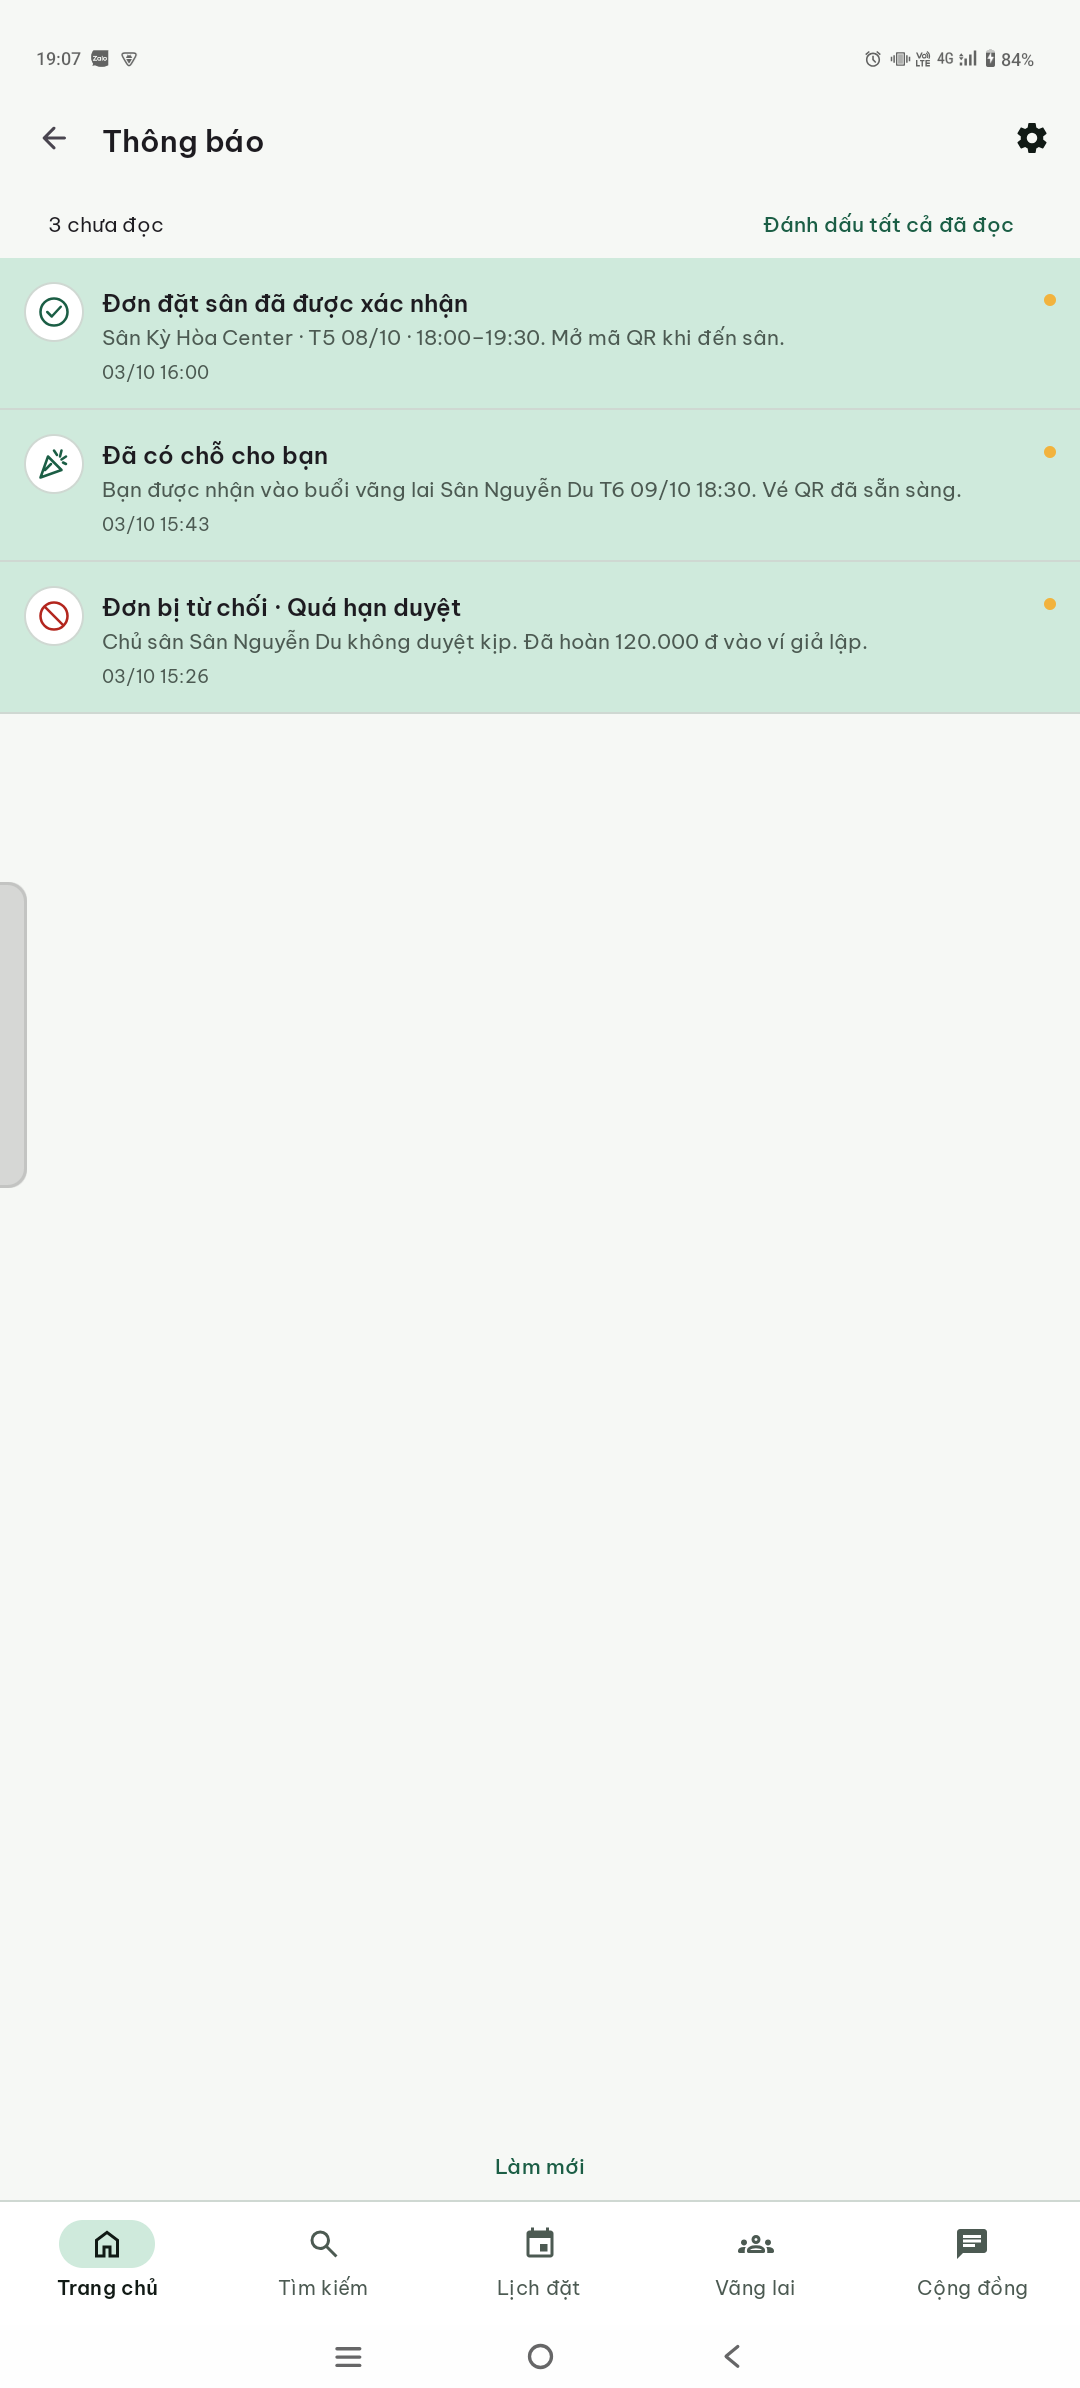 19:07 Zalo VoLTE 4G 84%
Thông báo
3 chưa đọc
Đánh dấu tất cả đã đọc
Đơn đặt sân đã được xác nhận
Sân Kỳ Hòa Center · T5 08/10 · 18:00–19:30. Mở mã QR khi đến sân.
03/10 16:00
Đã có chỗ cho bạn
Bạn được nhận vào buổi vãng lai Sân Nguyễn Du T6 09/10 18:30. Vé QR đã sẵn sàng.
03/10 15:43
Đơn bị từ chối · Quá hạn duyệt
Chủ sân Sân Nguyễn Du không duyệt kịp. Đã hoàn 120.000 đ vào ví giả lập.
03/10 15:26
Làm mới
Trang chủ
Tìm kiếm
Lịch đặt
Vãng lai
Cộng đồng